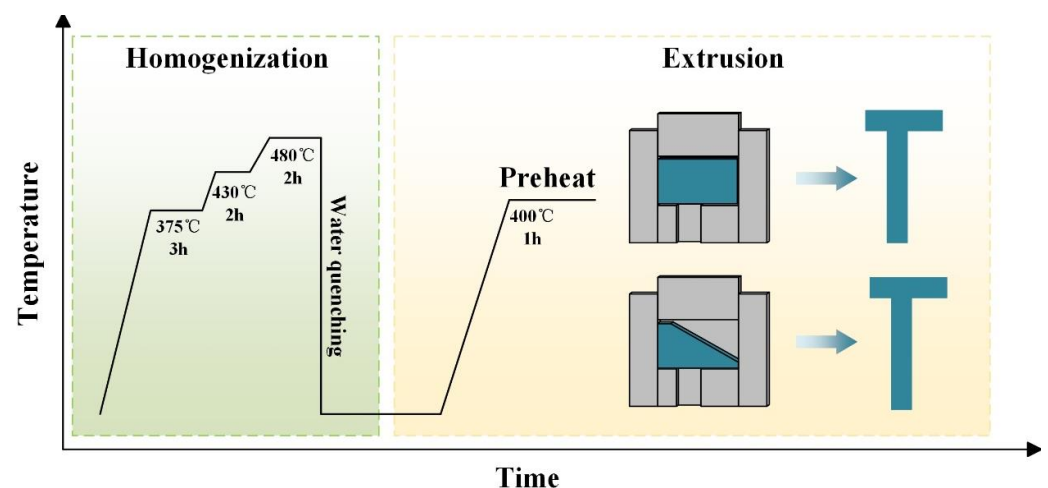 Homogenization
Extrusion
Temperature
375℃
3h
430℃
2h
480℃
2h
Water quenching
Preheat
400℃
1h
Time